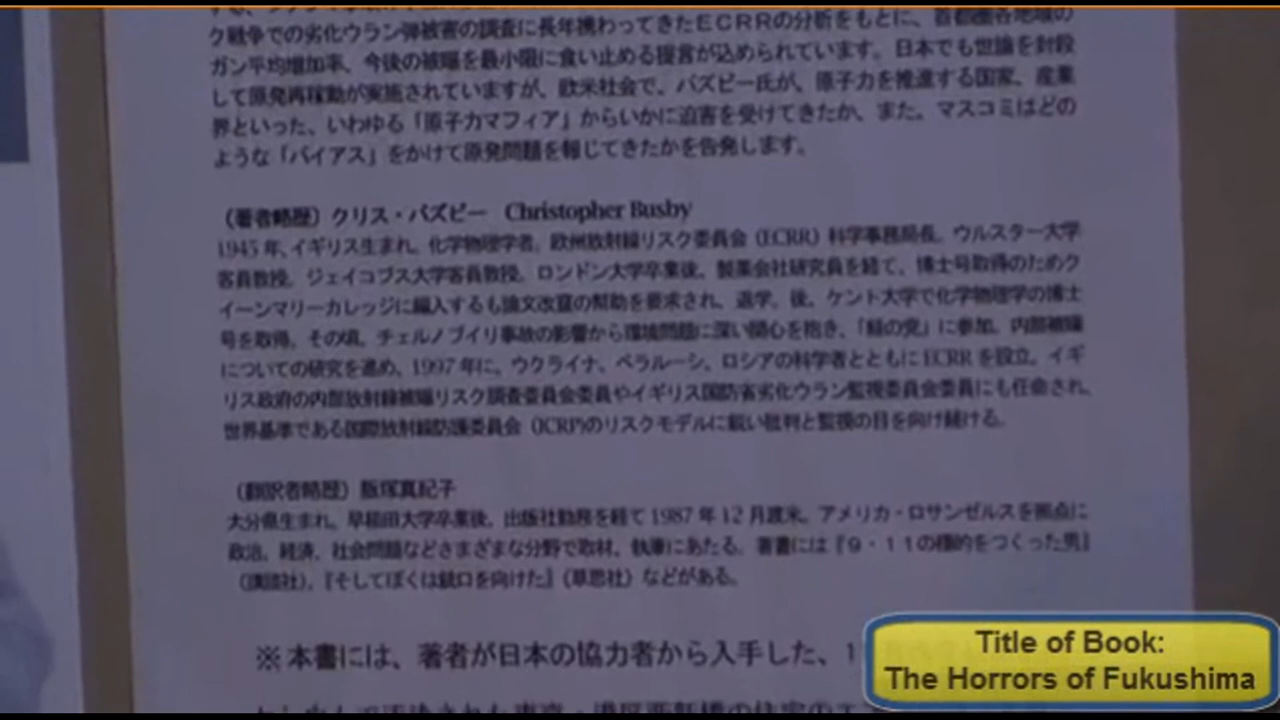 ク戦争での劣化ウラン弾被害の調査に長年携わってきたECRRの分析をもとに、首都圏各地域の
ガン平均増加率、今後の被曝を最小限に食い止める提言が込められています。日本でも世論を封殺
して原発再稼動が実施されていますが、欧米社会で、バズビー氏が、原子力を推進する国家、産業
界といった、いわゆる「原子力マフィア」からいかに迫害を受けてきたか、また、マスコミはどの
ような「バイアス」をかけて原発問題を報じてきたかを告発します。
（著者略歴）クリス・バズビー Christopher Busby
1945年、イギリス生まれ。化学物理学者。欧州放射線リスク委員会（ECRR）科学事務局長。ウルスター大学
客員教授。ジェイコブス大学客員教授。ロンドン大学卒業後、製薬会社研究員を経て、博士号取得のためク
イーンマリーカレッジに編入するも論文改竄の幇助を要求され、退学。後、ケント大学で化学物理学の博士
号を取得。その頃、チェルノブイリ事故の影響から環境問題に深い関心を抱き、「緑の党」に参加。内部被曝
についての研究を進め、1997年に、ウクライナ、ベラルーシ、ロシアの科学者とともにECRRを設立。イギ
リス政府の内部放射線被曝リスク調査委員会委員やイギリス国防省劣化ウラン監視委員会委員にも任命され、
世界基準である国際放射線防護委員会（ICRP)のリスクモデルに鋭い批判と監視の目を向け続ける。
（翻訳者略歴）飯塚真紀子
大分県生まれ。早稲田大学卒業後、出版社勤務を経て1987年12月渡米。アメリカ・ロサンゼルスを拠点に
政治、経済、社会問題などさまざまな分野で取材、執筆にあたる。著書には『９・１１の標的をつくった男』
（講談社）、『そしてぼくは銃口を向けた』（草思社）などがある。
※本書には、著者が日本の協力者から入手した、1
Title of Book:
The Horrors of Fukushima